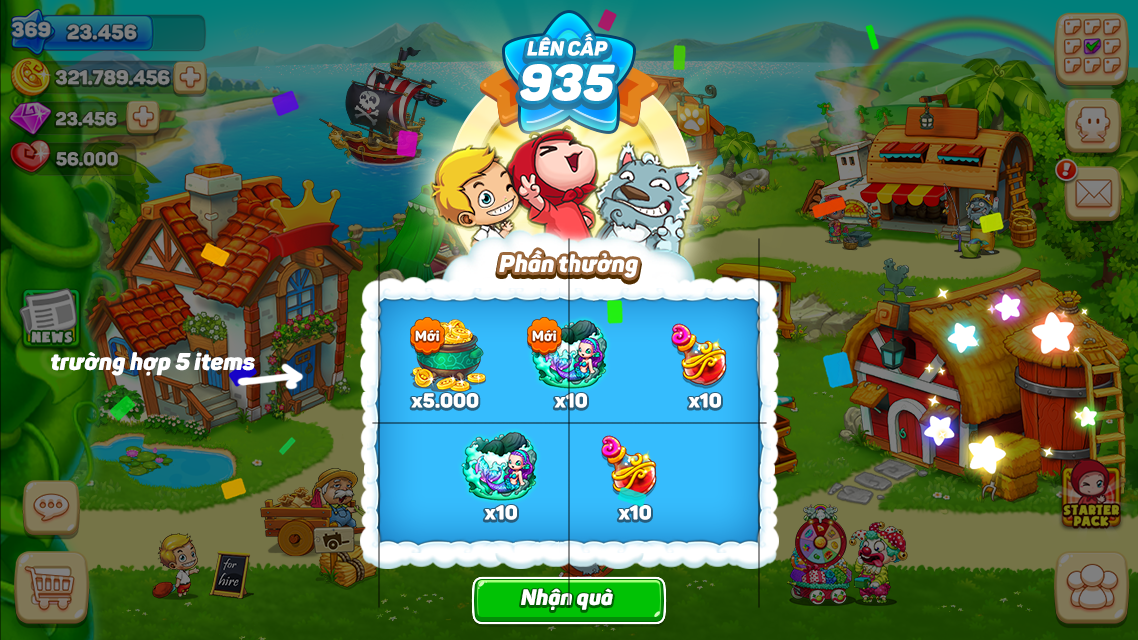 369 23.456
321.789.456
23.456
56.000
LÊN CẤP
935
Phần thưởng
Mới Mới
x5.000 x10 x10
x10 x10
Nhận quà
trường hợp 5 items
NEWS
for
hire
STARTER
PACK